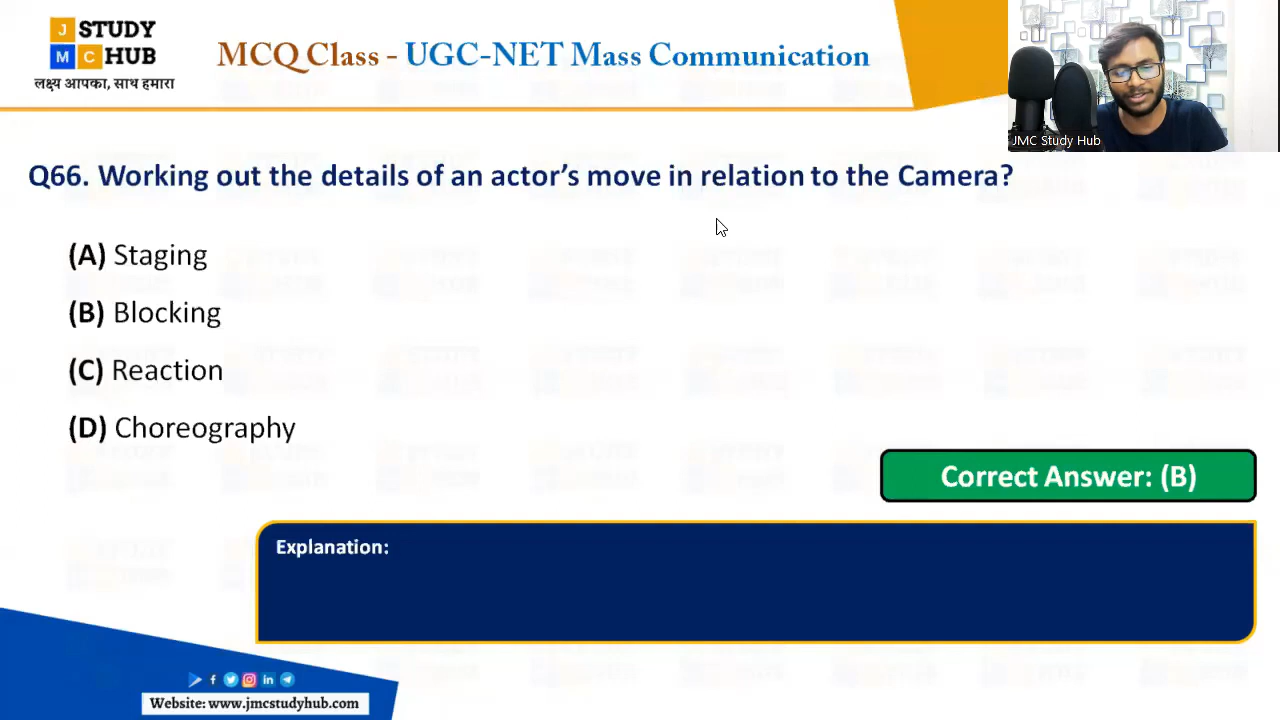 J STUDY
MC HUB
लक्ष्य आपका, साथ हमारा
MCQ Class - UGC-NET Mass Communication
JMC Study Hub
Q66. Working out the details of an actor’s move in relation to the Camera?
(A) Staging
(B) Blocking
(C) Reaction
(D) Choreography
Correct Answer: (B)
Explanation:
Website: www.jmcstudyhub.com